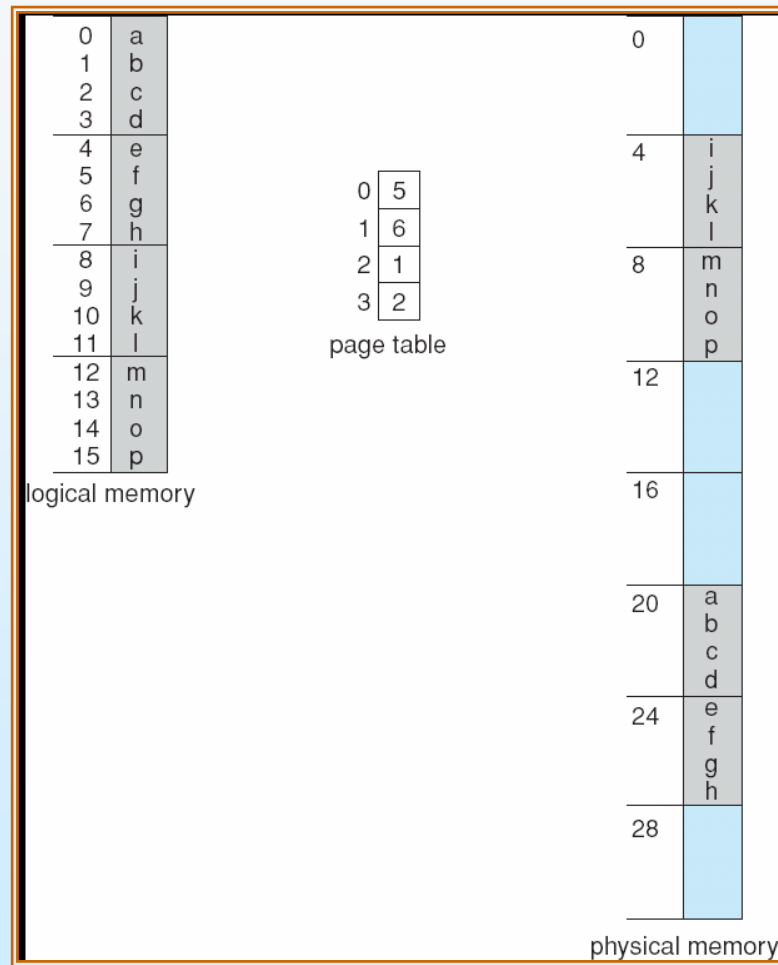 0 a
1 b
2 c
3 d
4 e
5 f
6 g
7 h
8 i
9 j
10 k
11 l
12 m
13 n
14 o
15 p
logical memory
0 5
1 6
2 1
3 2
page table
0
4 i
j
k
l
8 m
n
o
p
12
16
20 a
b
c
d
24 e
f
g
h
28
physical memory